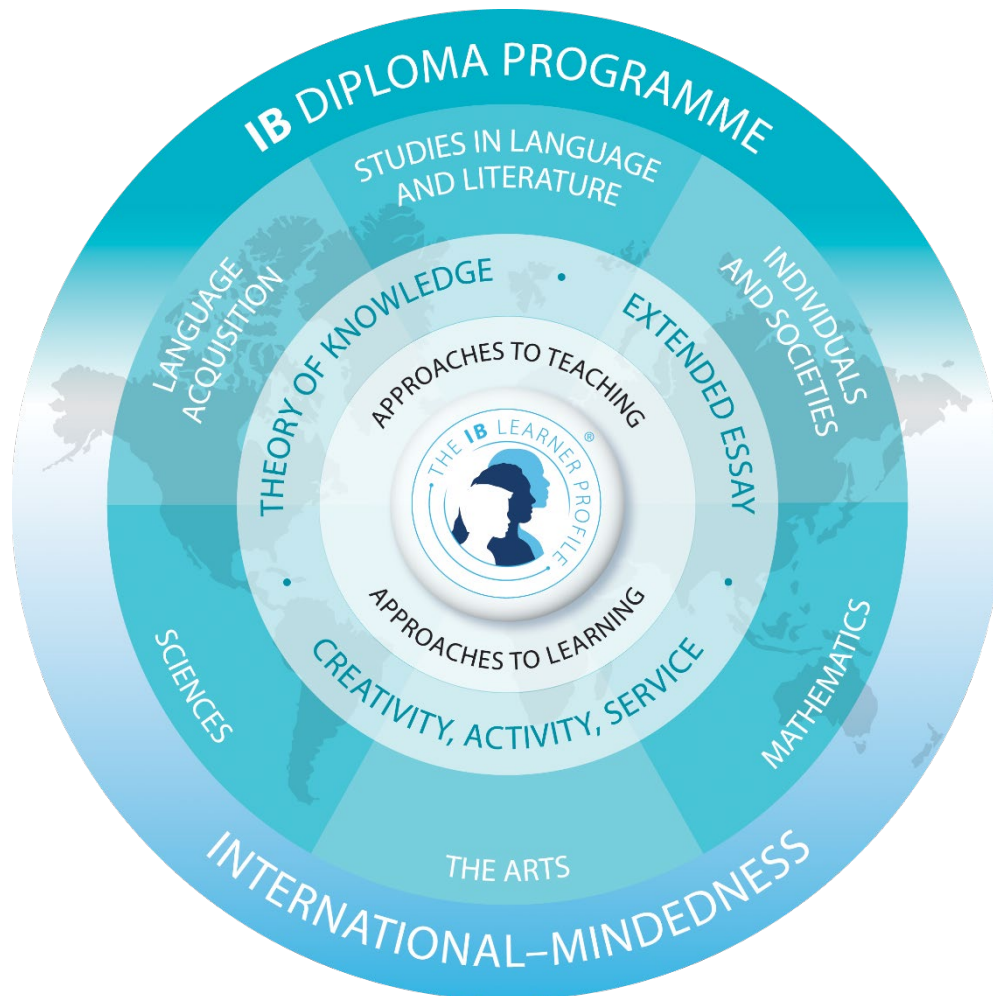 IB DIPLOMA PROGRAMME
STUDIES IN LANGUAGE
AND LITERATURE
LANGUAGE
ACQUISITION
INDIVIDUALS
AND SOCIETIES
THEORY OF KNOWLEDGE
·
EXTENDED ESSAY
APPROACHES TO TEACHING
THE IB LEARNER PROFILE®
APPROACHES TO LEARNING
·
CREATIVITY, ACTIVITY, SERVICE
·
SCIENCES
MATHEMATICS
THE ARTS
INTERNATIONAL–MINDEDNESS